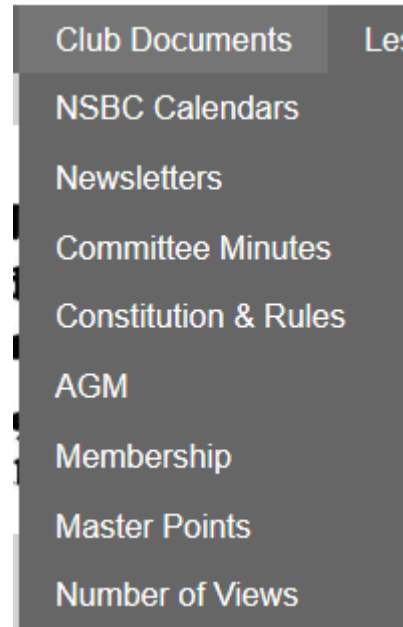 Club Documents
NSBC Calendars
Newsletters
Committee Minutes
Constitution & Rules
AGM
Membership
Master Points
Number of Views